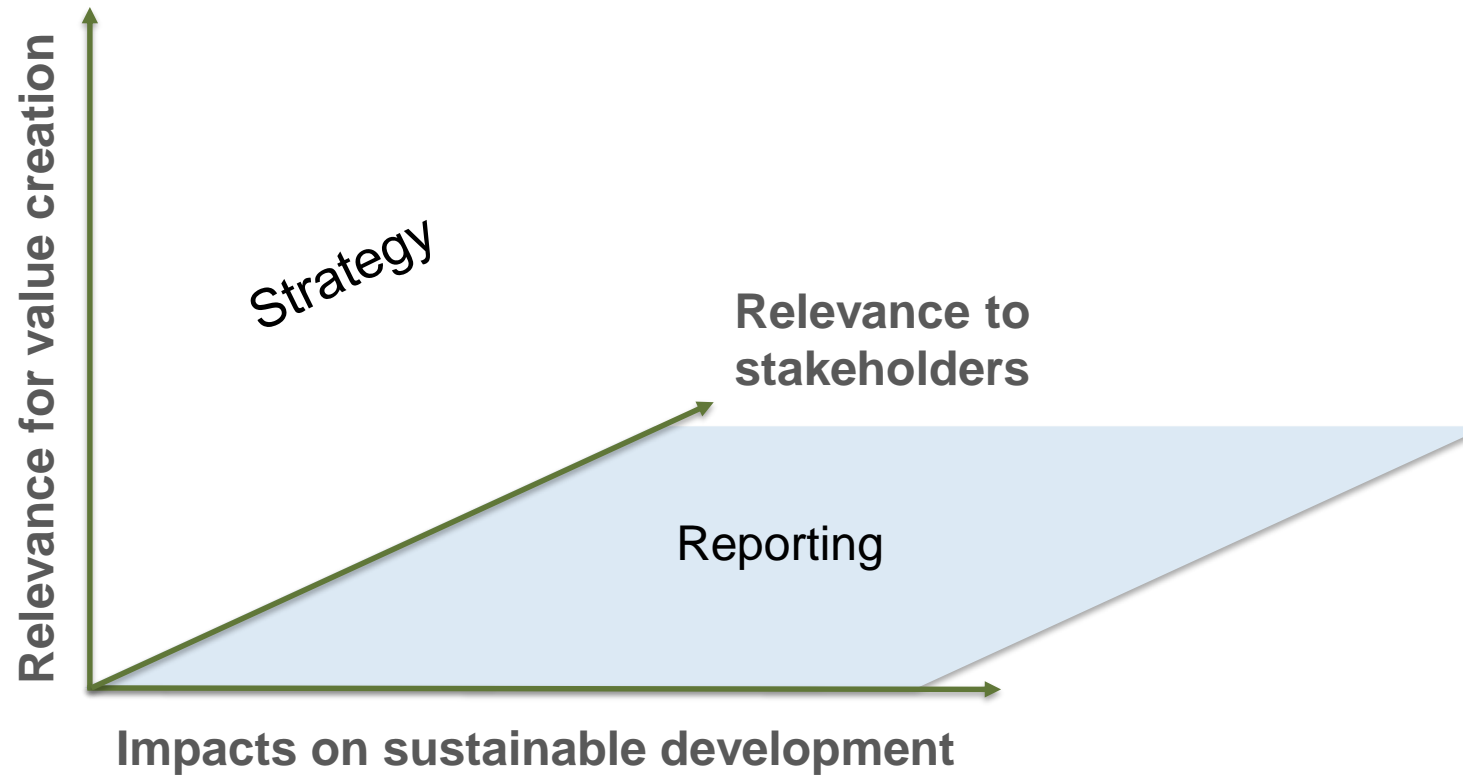 Relevance for value creation
Strategy
Relevance to
stakeholders
Reporting
Impacts on sustainable development